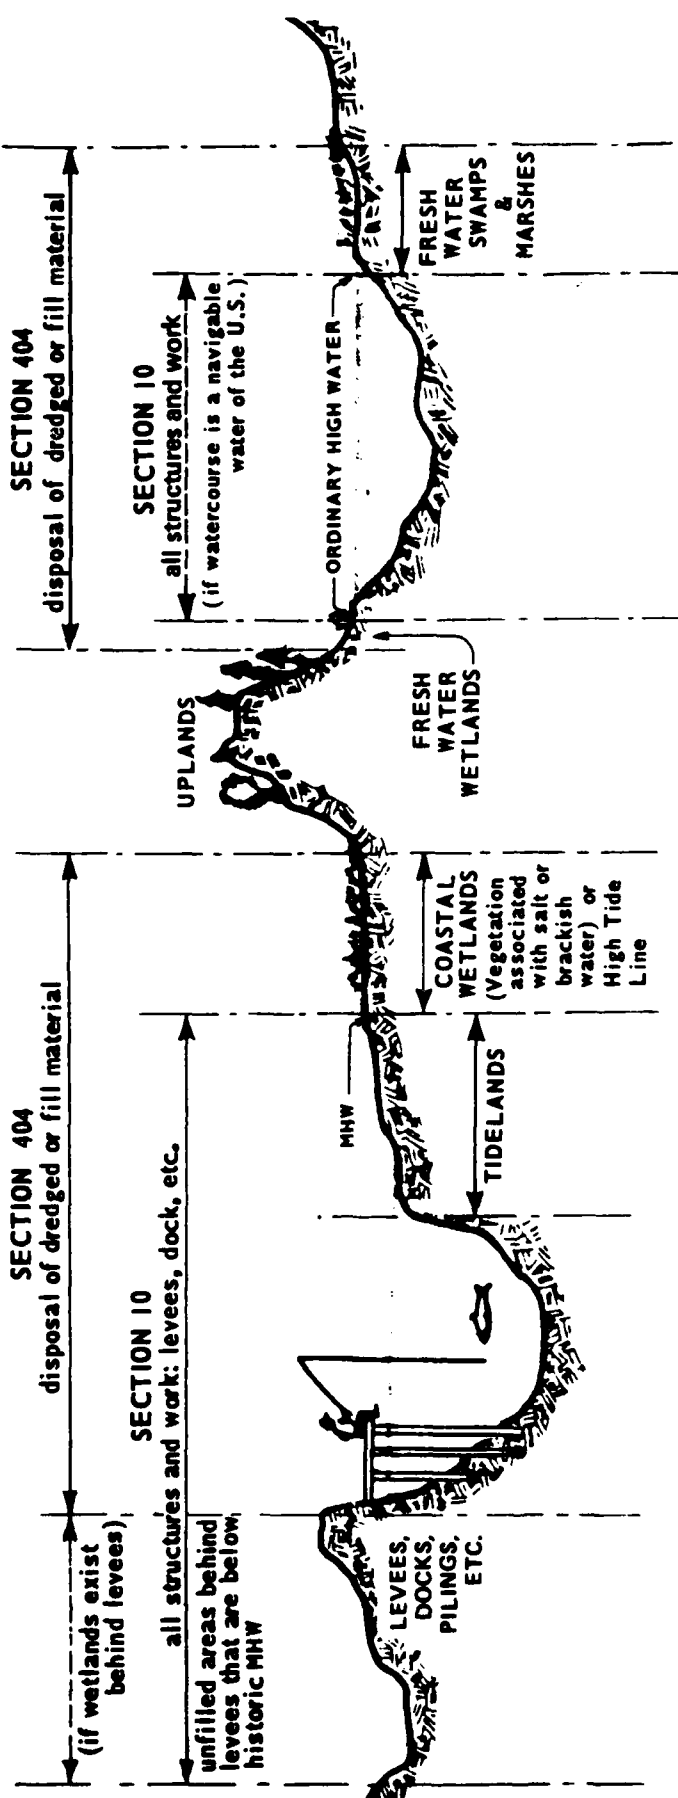 SECTION 404
disposal of dredged or fill material
(if wetlands exist
behind levees)
SECTION 10
all structures and work: levees, dock, etc.
unfilled areas behind
levees that are below
historic MHW
LEVEES,
DOCKS,
PILINGS,
ETC.
MHW
TIDELANDS
COASTAL
WETLANDS
(Vegetation
associated
with salt or
brackish
water) or
High Tide
Line
UPLANDS
FRESH
WATER
WETLANDS
SECTION 404
disposal of dredged or fill material
SECTION 10
all structures and work
(if watercourse is a navigable
water of the U.S.)
ORDINARY HIGH WATER
FRESH
WATER
SWAMPS
&
MARSHES